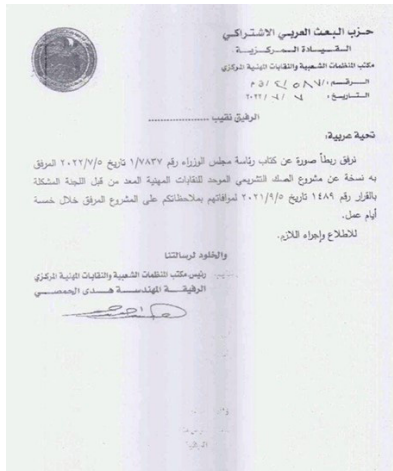 حزب البعث العربي الاشتراكي
القيادة المركزية
مكتب المنظمات الشعبية والنقابات المهنية المركزي
الرقم:
التاريخ: ٧/٧/٢٠٢٢
الرفيق نقيب ...................
تحية عربية:
نرفق ربطاً صورة عن كتاب رئاسة مجلس الوزراء رقم ١/٧٨٣٧ تاريخ ٢٠٢٢/٧/٥ المرفق
به نسخة عن مشروع الصك التشريعي الموحد للنقابات المهنية المعد من قبل اللجنة المشكلة
بالقرار رقم ١٤٨٩ تاريخ ٢٠٢١/٩/٥ لموافاتهم بملاحظاتكم على المشروع المرفق خلال خمسة
أيام عمل.
للاطلاع وإجراء اللازم.
والخلود لرسالتنا
رئيس مكتب المنظمات الشعبية والنقابات المهنية المركزي
الرفيقة المهندسة هدى الحمصي